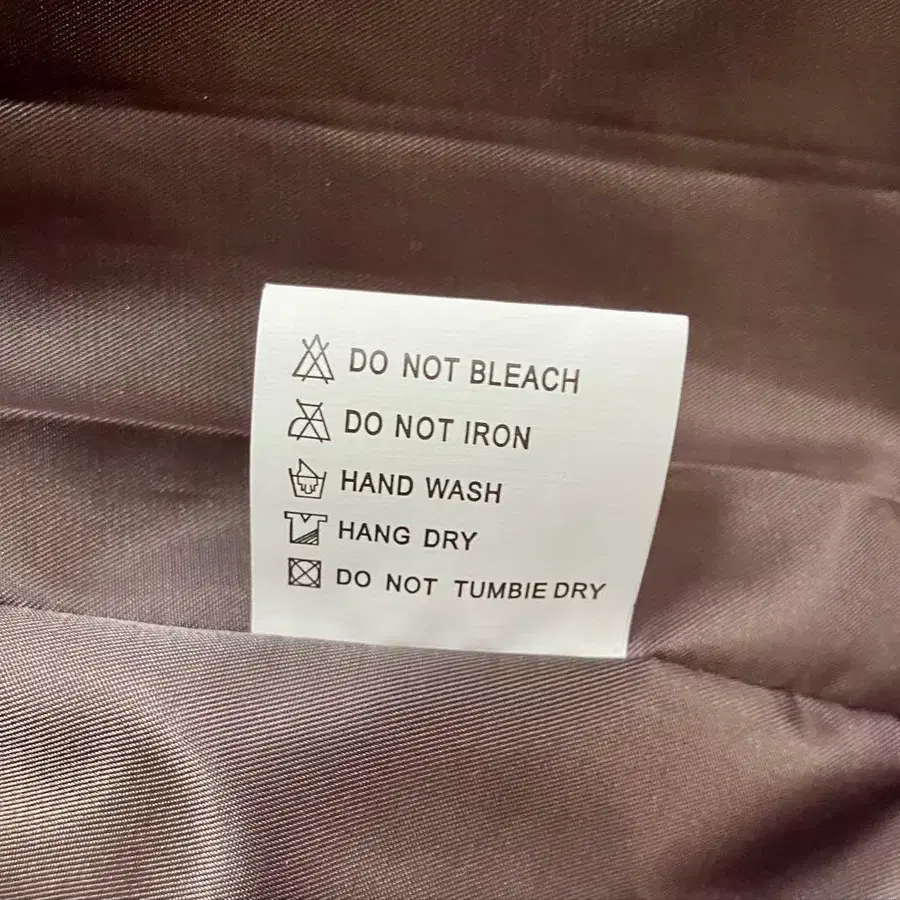 DO NOT BLEACH
DO NOT IRON
HAND WASH
HANG DRY
DO NOT TUMBIE DRY